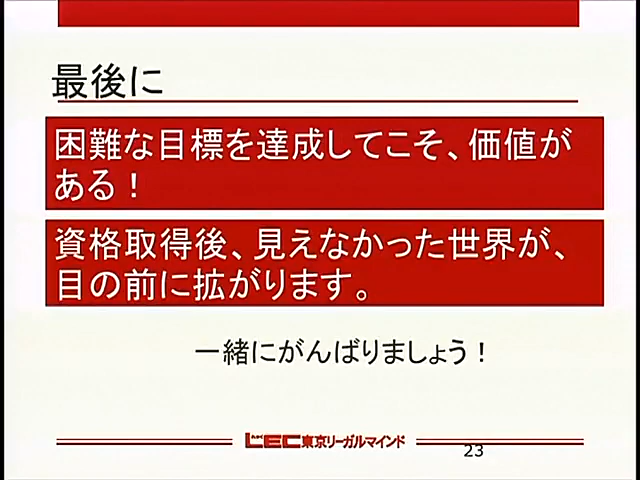 最後に
困難な目標を達成してこそ、価値が
ある！
資格取得後、見えなかった世界が、
目の前に拡がります。
一緒にがんばりましょう！
LEC東京リーガルマインド
23